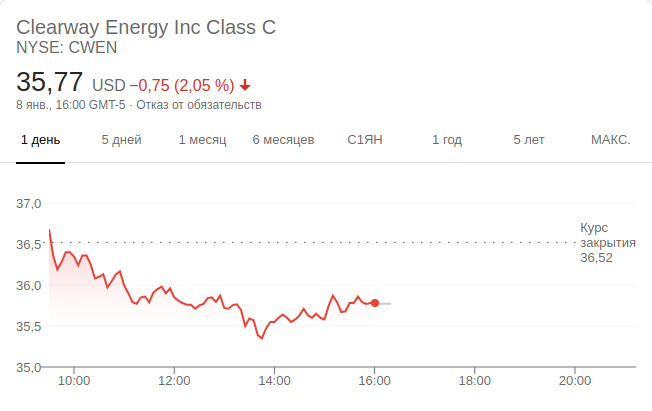 Clearway Energy Inc Class C
NYSE: CWEN
35,77 USD −0,75 (2,05 %)
8 янв., 16:00 GMT-5 · Отказ от обязательств
1 день 5 дней 1 месяц 6 месяцев С1ЯН 1 год 5 лет МАКС.
37,0
36,5
36,0
35,5
35,0
Курс
закрытия
36,52
10:00 12:00 14:00 16:00 18:00 20:00